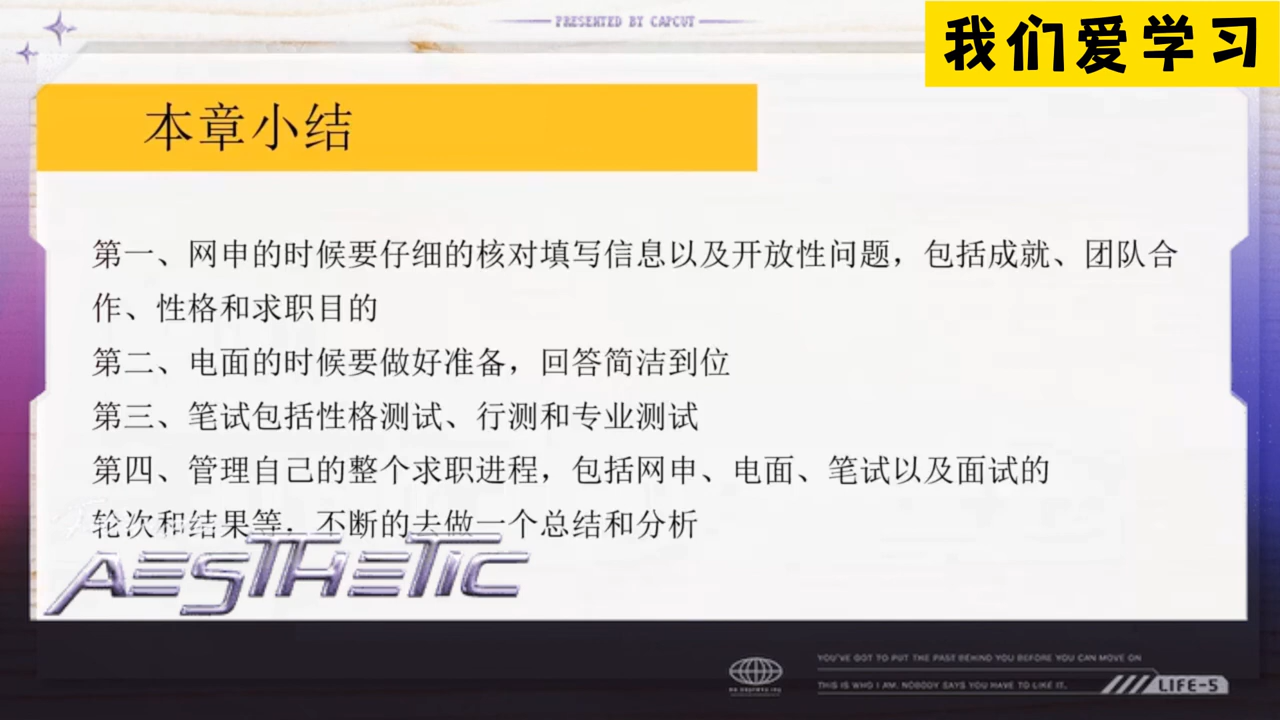 PRESENTED BY CAPCUT
我们爱学习
本章小结
第一、网申的时候要仔细的核对填写信息以及开放性问题，包括成就、团队合
作、性格和求职目的
第二、电面的时候要做好准备，回答简洁到位
第三、笔试包括性格测试、行测和专业测试
第四、管理自己的整个求职进程，包括网申、电面、笔试以及面试的
轮次和结果等，不断的去做一个总结和分析
AESTHETIC
YOU'VE GOT TO PUT THE PAST BEHIND YOU BEFORE YOU CAN MOVE ON
THIS IS WHO I AM. NOBODY SAYS YOU HAVE TO LIKE IT.
LIFE-5